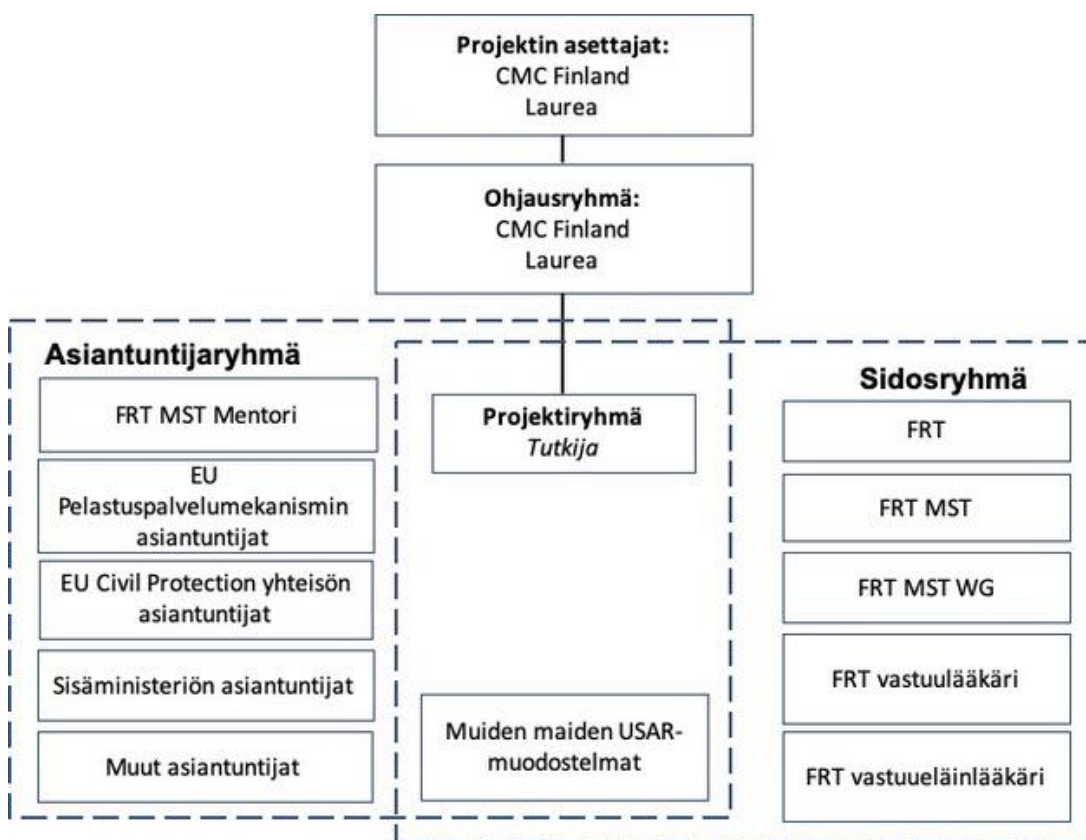 Projektin asettajat:
CMC Finland
Laurea
Ohjausryhmä:
CMC Finland
Laurea
Asiantuntijaryhmä
FRT MST Mentori
EU
Pelastuspalvelumekanismin
asiantuntijat
EU Civil Protection yhteisön
asiantuntijat
Sisäministeriön asiantuntijat
Muut asiantuntijat
Projektiryhmä
Tutkija
Muiden maiden USAR-
muodostelmat
Sidosryhmä
FRT
FRT MST
FRT MST WG
FRT vastuulääkäri
FRT vastuueläinlääkäri